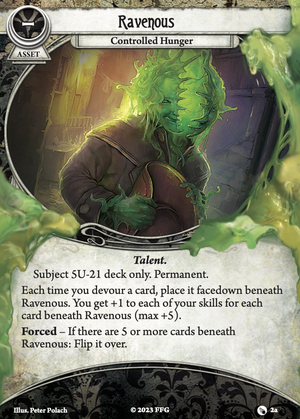 Ravenous
Controlled Hunger
ASSET
Talent.
Subject 5U-21 deck only. Permanent.
Each time you devour a card, place it facedown beneath
Ravenous. You get +1 to each of your skills for each
card beneath Ravenous (max +5).
Forced – If there are 5 or more cards beneath
Ravenous: Flip it over.
Illus. Peter Polach
© 2023 FFG
2a